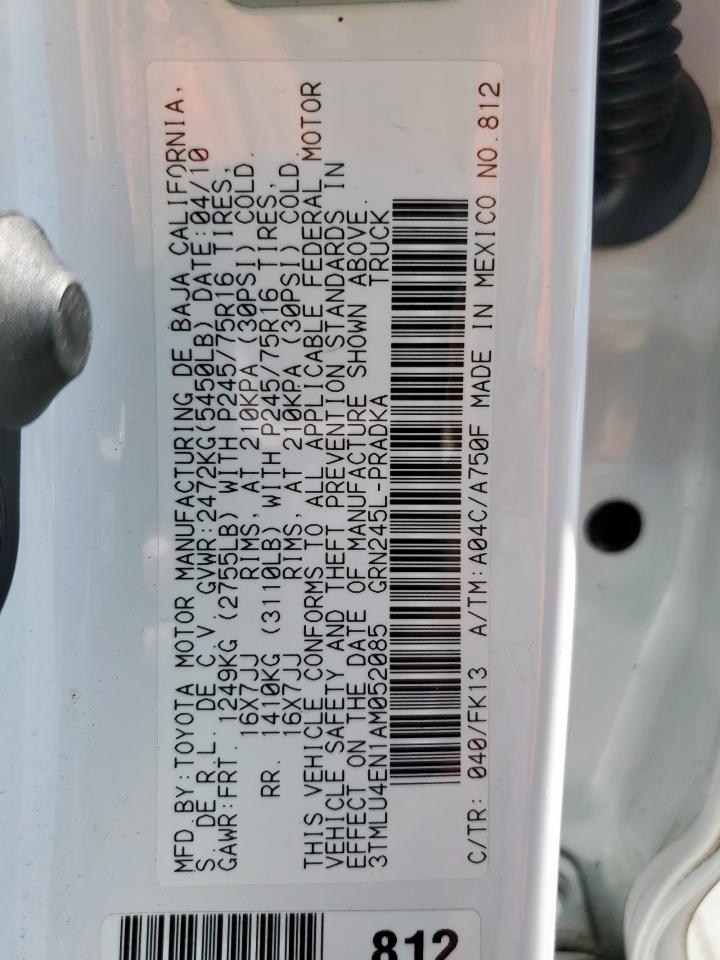 MFD.BY:TOYOTA MOTOR MANUFACTURING DE BAJA CALIFORNIA,
S. DE R.L. DE C.V. GVWR:2472KG(5450LB) DATE:04/10
GAWR:FRT. 1249KG (2755LB) WITH P245/75R16 TIRES,
16X7JJ RIMS, AT 210KPA (30PSI) COLD.
RR. 1410KG (3110LB) WITH P245/75R16 TIRES,
16X7JJ RIMS, AT 210KPA (30PSI) COLD.
THIS VEHICLE CONFORMS TO ALL APPLICABLE FEDERAL MOTOR
VEHICLE SAFETY AND THEFT PREVENTION STANDARDS IN
EFFECT ON THE DATE OF MANUFACTURE SHOWN ABOVE.
3TMLU4EN1AM052085 GRN245L-PRADKA TRUCK
C/TR: 040/FK13 A/TM:A04C/A750F MADE IN MEXICO NO.812
812